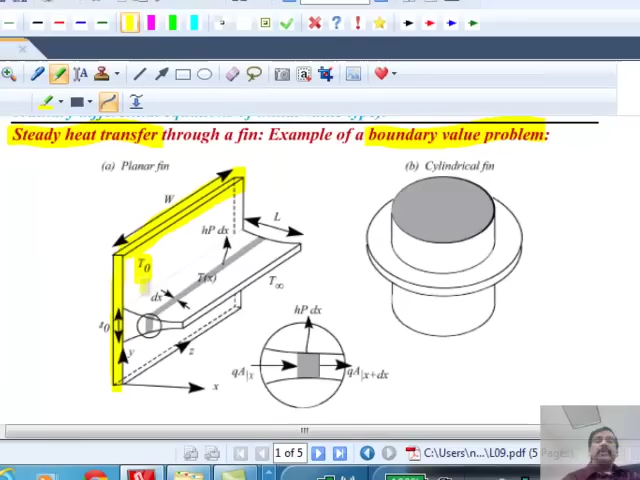 Steady heat transfer through a fin: Example of a boundary value problem:
(a) Planar fin
(b) Cylindrical fin
W
L
hP dx
T0
T(x)
dx
T∞
z0
hP dx
y
z
qA|x
qA|x+dx
x
1 of 5
C:\Users\n...\L09.pdf (5 Pages)